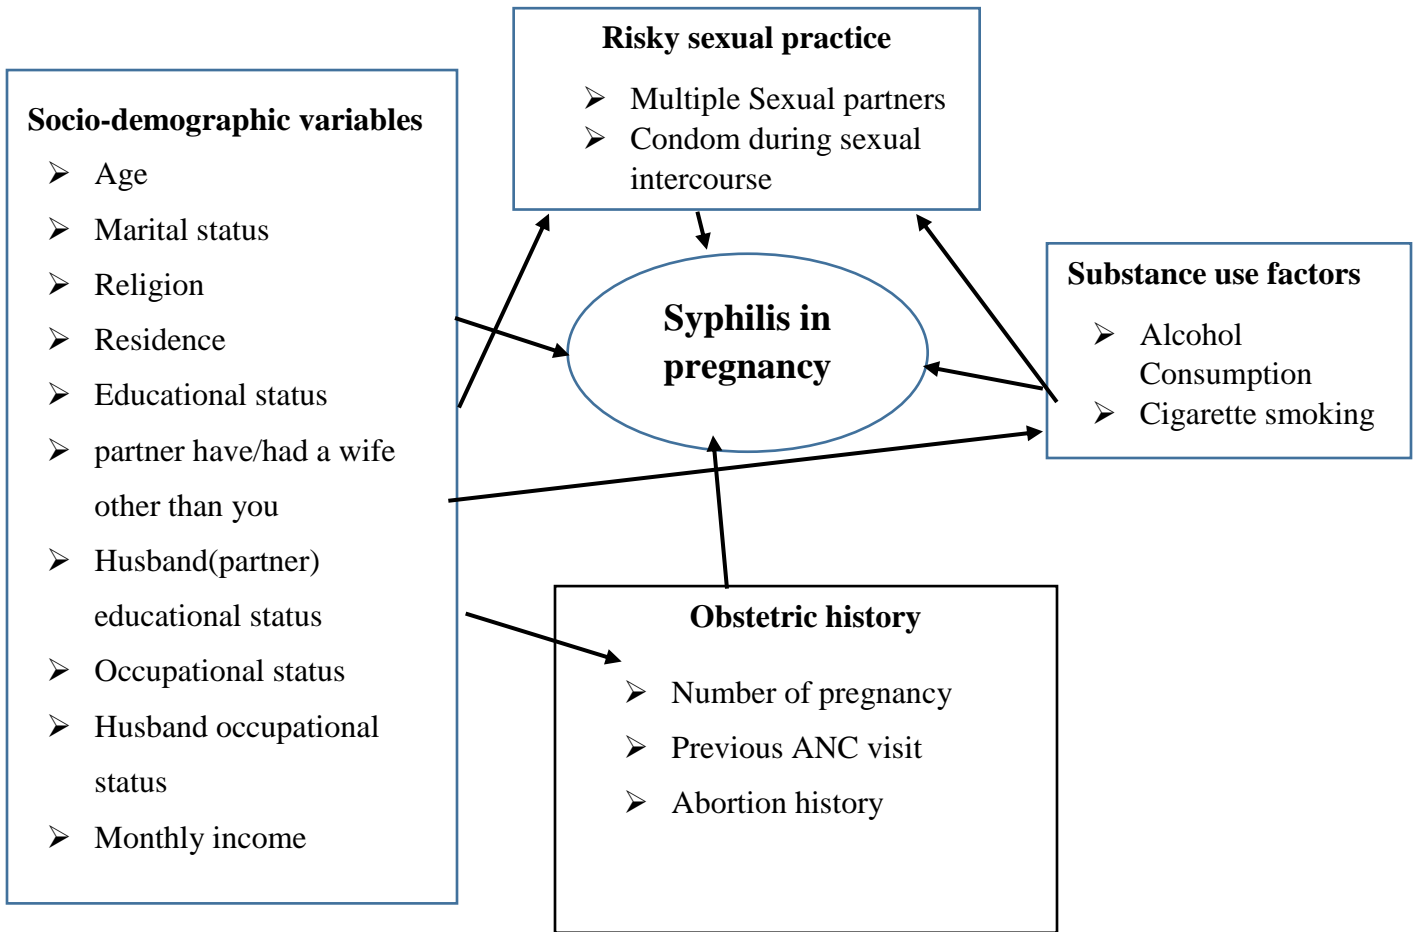 Risky sexual practice
➢ Multiple Sexual partners
➢ Condom during sexual
intercourse
Socio-demographic variables
➢ Age
➢ Marital status
➢ Religion
➢ Residence
➢ Educational status
➢ partner have/had a wife
other than you
➢ Husband(partner)
educational status
➢ Occupational status
➢ Husband occupational
status
➢ Monthly income
Syphilis in
pregnancy
Substance use factors
➢ Alcohol
Consumption
➢ Cigarette smoking
Obstetric history
➢ Number of pregnancy
➢ Previous ANC visit
➢ Abortion history